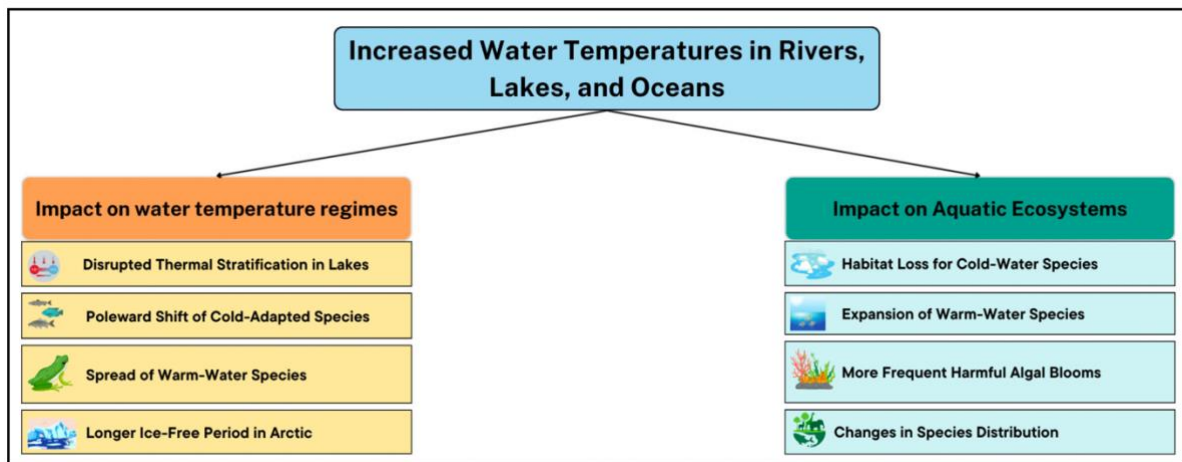 Increased Water Temperatures in Rivers,
Lakes, and Oceans
Impact on water temperature regimes
Disrupted Thermal Stratification in Lakes
Poleward Shift of Cold-Adapted Species
Spread of Warm-Water Species
Longer Ice-Free Period in Arctic
Impact on Aquatic Ecosystems
Habitat Loss for Cold-Water Species
Expansion of Warm-Water Species
More Frequent Harmful Algal Blooms
Changes in Species Distribution